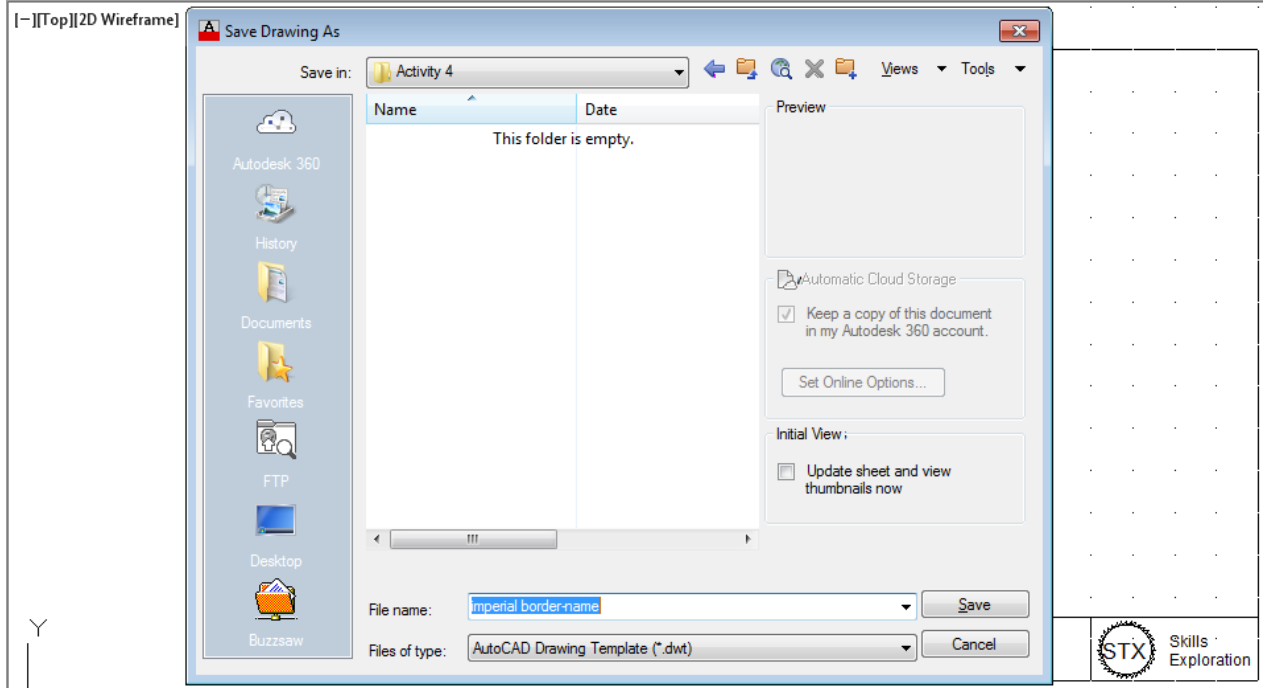 [−][Top][2D Wireframe]
Save Drawing As
Save in:
Activity 4
Views
Tools
Name
Date
This folder is empty.
Preview
Autodesk 360
History
Documents
Favorites
FTP
Desktop
Buzzsaw
Automatic Cloud Storage
Keep a copy of this document
in my Autodesk 360 account.
Set Online Options...
Initial View:
Update sheet and view
thumbnails now
File name:
imperial border-name
Save
Files of type:
AutoCAD Drawing Template (*.dwt)
Cancel
Y
STX
Skills
Exploration